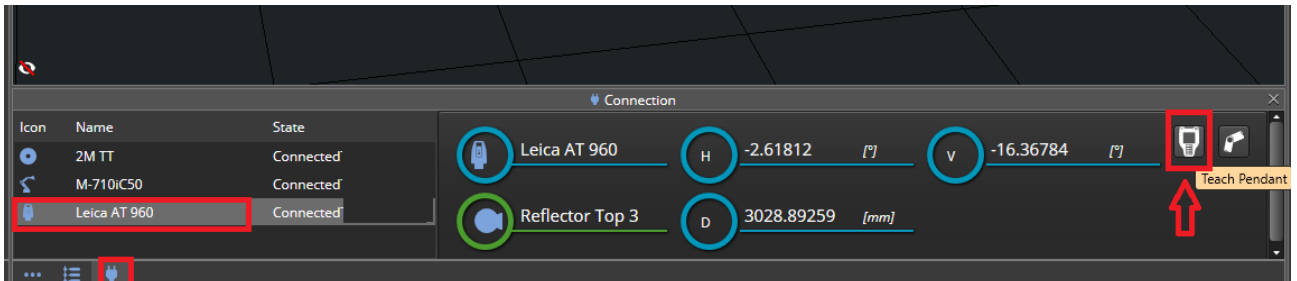 Connection
Icon Name State
2M TT Connected
M-710iC50 Connected
Leica AT 960 Connected
Leica AT 960 H -2.61812 [°] V -16.36784 [°]
Teach Pendant
Reflector Top 3 D 3028.89259 [mm]